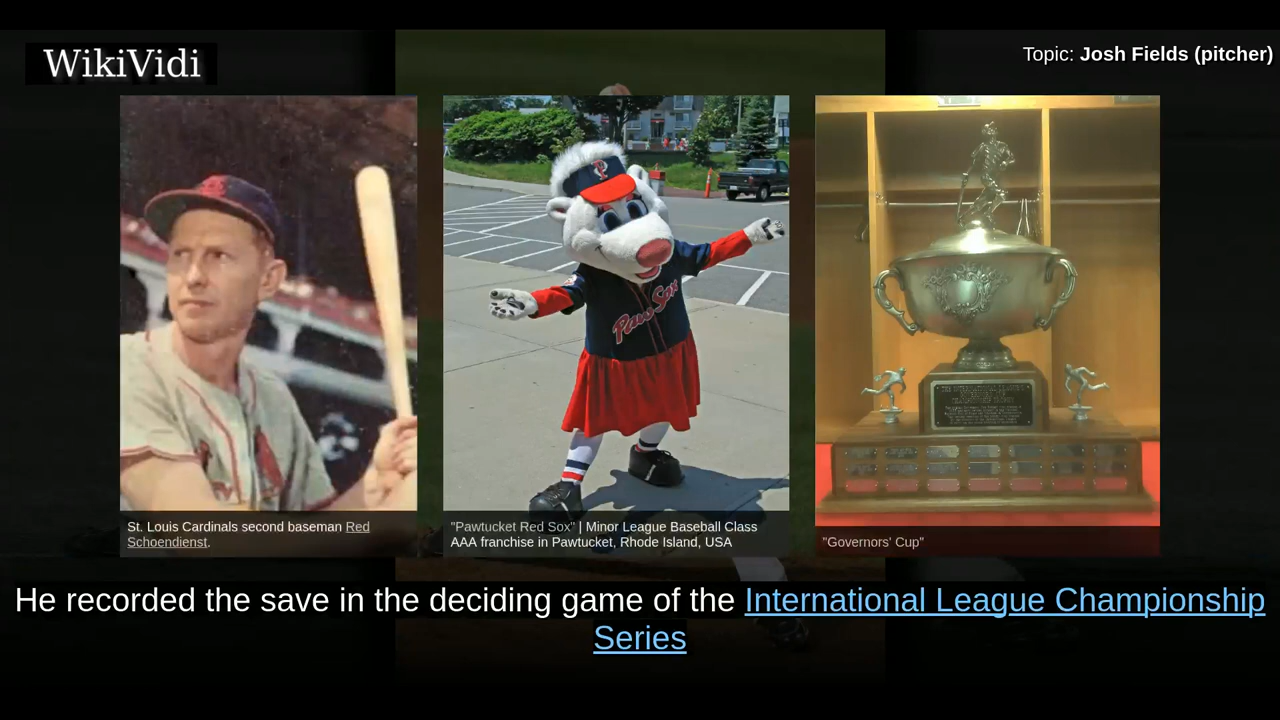 WikiVidi
Topic: Josh Fields (pitcher)
PawSox
St. Louis Cardinals second baseman Red
Schoendienst.
"Pawtucket Red Sox" | Minor League Baseball Class
AAA franchise in Pawtucket, Rhode Island, USA
"Governors' Cup"
He recorded the save in the deciding game of the International League Championship
Series